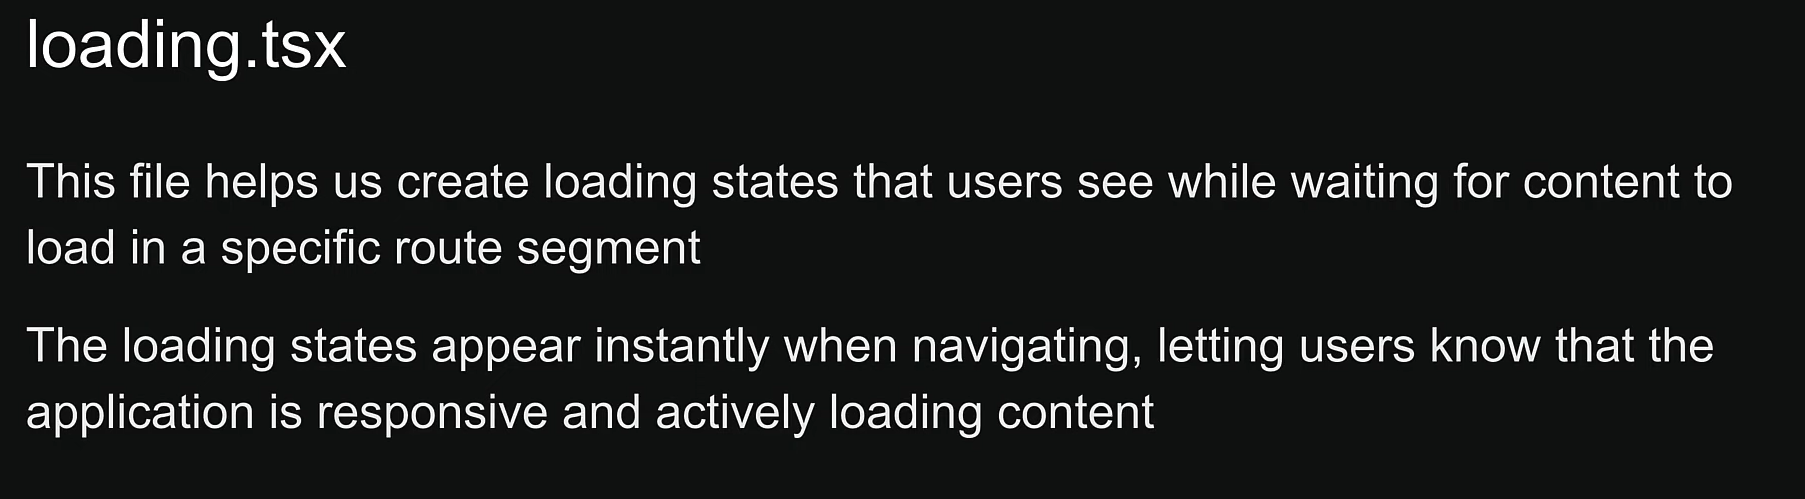 loading.tsx
This file helps us create loading states that users see while waiting for content to
load in a specific route segment
The loading states appear instantly when navigating, letting users know that the
application is responsive and actively loading content